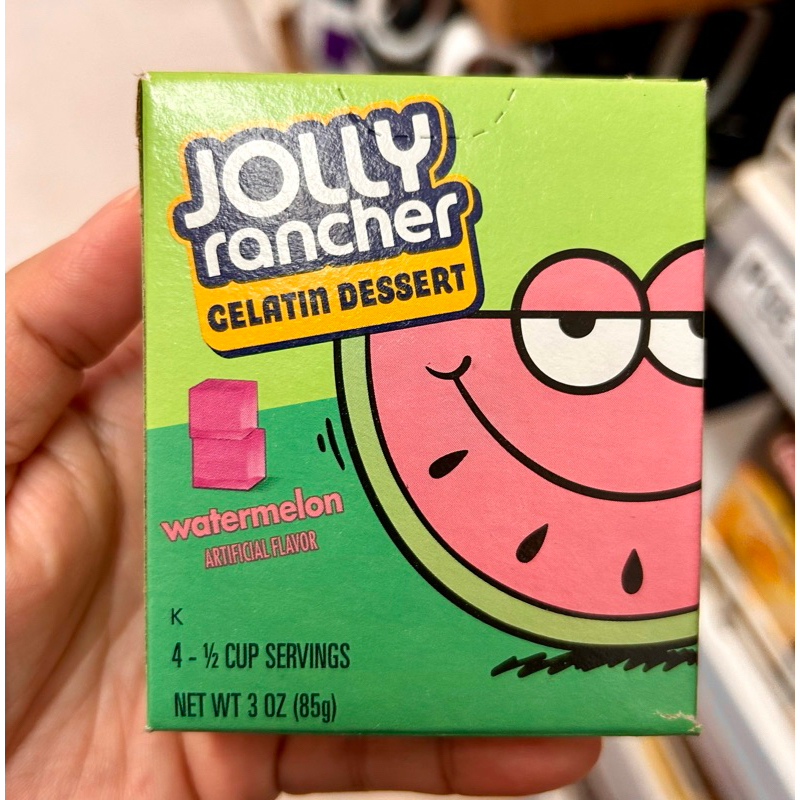 JOLLY
rancher
GELATIN DESSERT
watermelon
ARTIFICIAL FLAVOR
K
4 - ½ CUP SERVINGS
NET WT 3 OZ (85g)